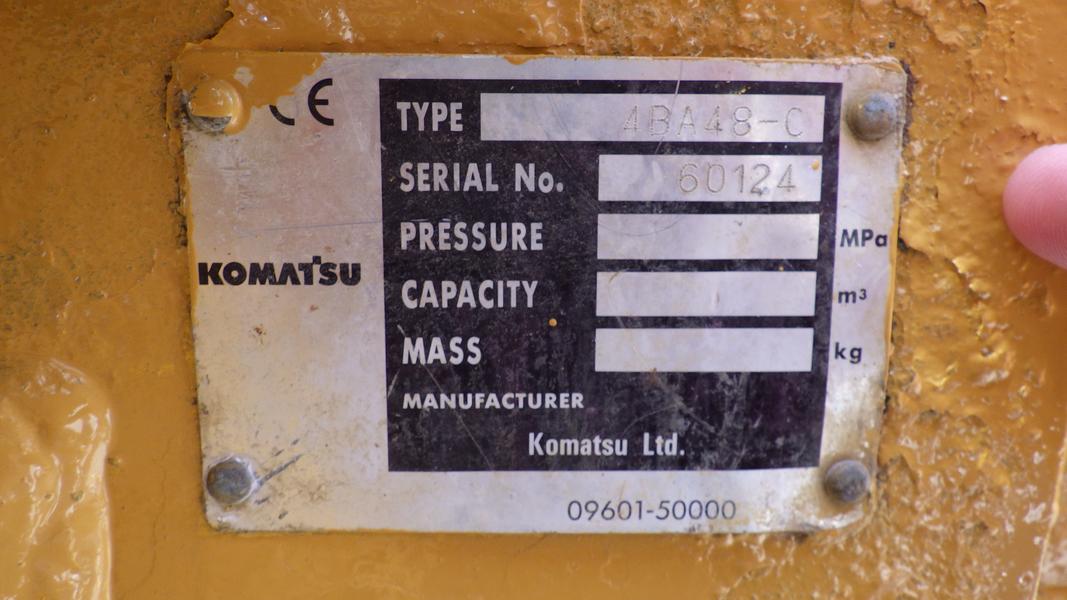 CE
TYPE 4BA48-C
SERIAL No. 60124
PRESSURE MPa
KOMATSU
CAPACITY m³
MASS kg
MANUFACTURER
Komatsu Ltd.
09601-50000